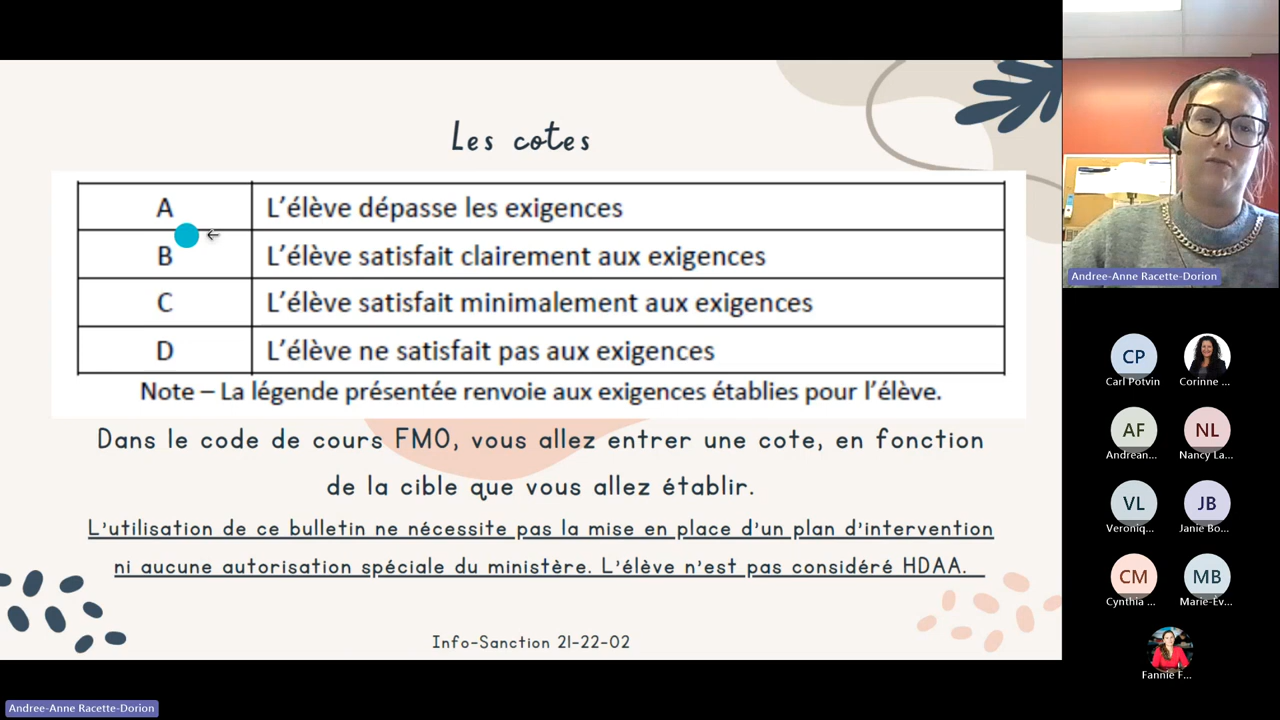 Les cotes
A L'élève dépasse les exigences
B L'élève satisfait clairement aux exigences
C L'élève satisfait minimalement aux exigences
D L'élève ne satisfait pas aux exigences
Note – La légende présentée renvoie aux exigences établies pour l'élève.
Dans le code de cours FMO, vous allez entrer une cote, en fonction
de la cible que vous allez établir.
L'utilisation de ce bulletin ne nécessite pas la mise en place d'un plan d'intervention
ni aucune autorisation spéciale du ministère. L'élève n'est pas considéré HDAA.
Info-Sanction 21-22-02
Andree-Anne Racette-Dorion
CP
Carl Potvin
Corinne ...
AF
Andréan...
NL
Nancy La...
VL
Véroniq...
JB
Janie Bo...
CM
Cynthia ...
MB
Marie-Èv...
Fannie F...
Andree-Anne Racette-Dorion